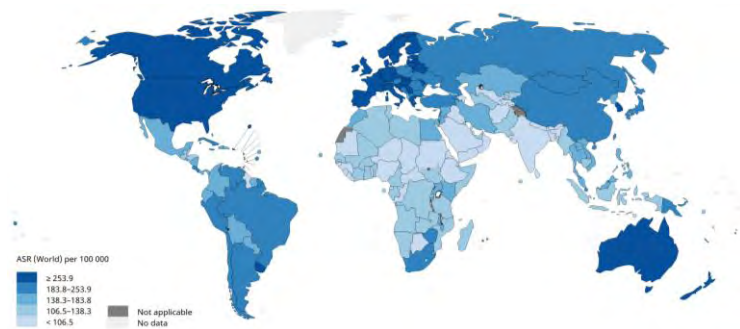 ASR (World) per 100 000
≥ 253.9
183.8–253.9
138.3–183.8
106.5–138.3
< 106.5
Not applicable
No data